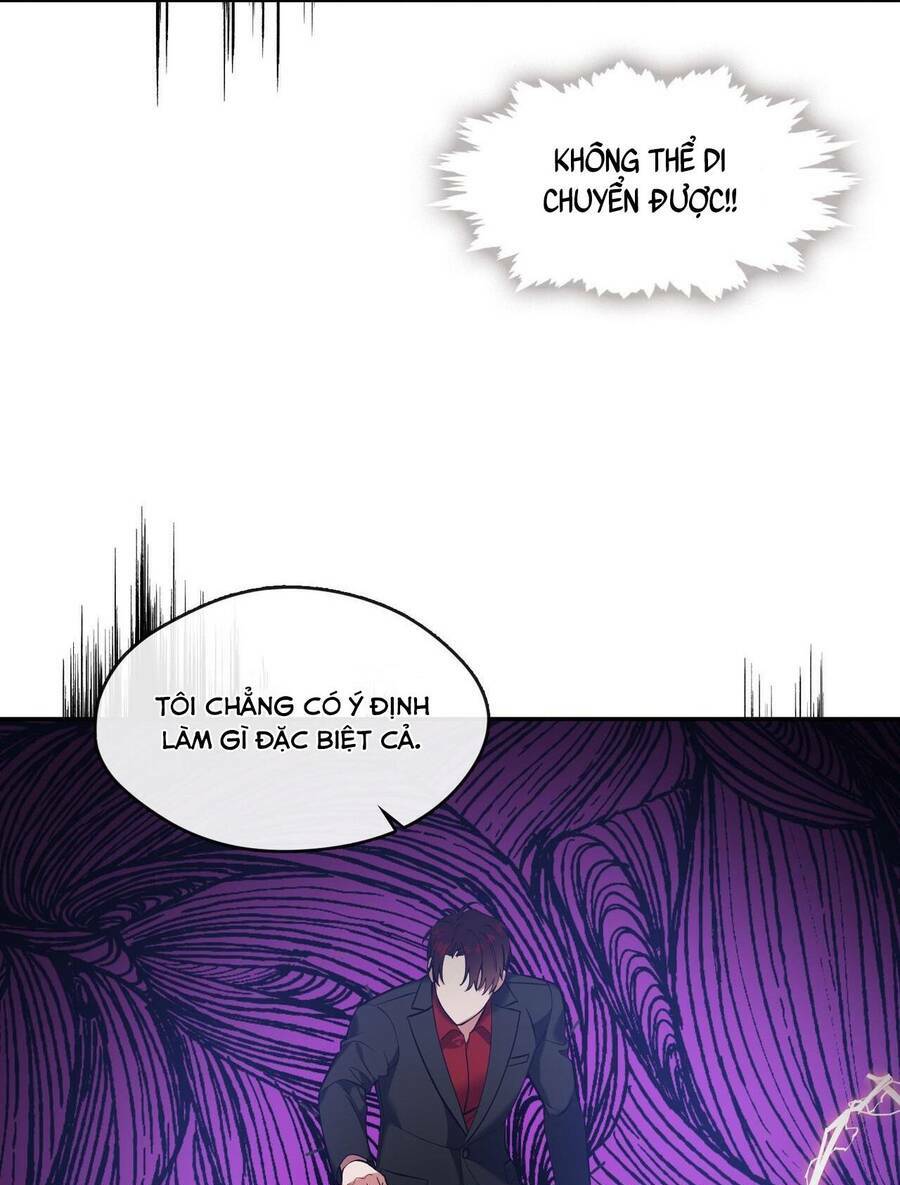 KHÔNG THỂ DI
CHUYỂN ĐƯỢC!!
TÔI CHẲNG CÓ Ý ĐỊNH
LÀM GÌ ĐẶC BIỆT CẢ.